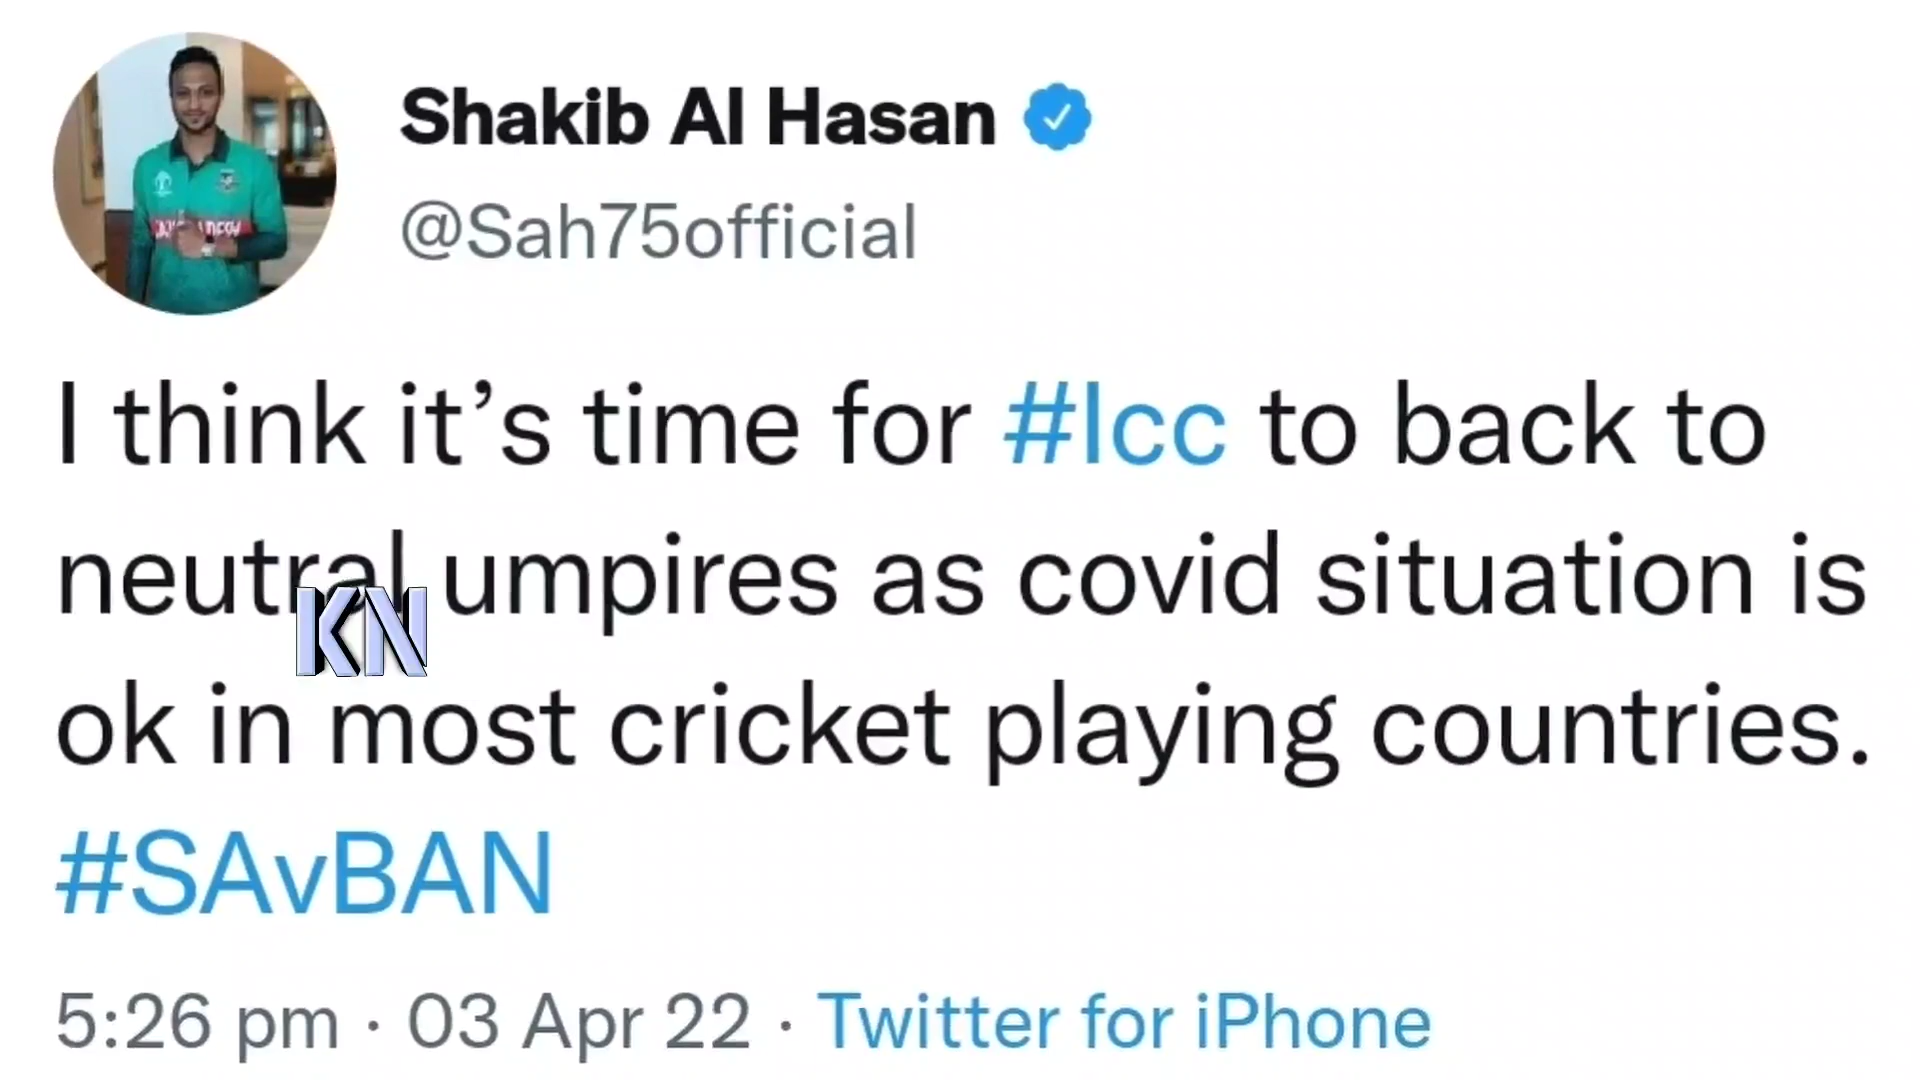 Shakib Al Hasan
@Sah75official
I think it’s time for #Icc to back to
neutral umpires as covid situation is
KN
ok in most cricket playing countries.
#SAvBAN
5:26 pm · 03 Apr 22 · Twitter for iPhone